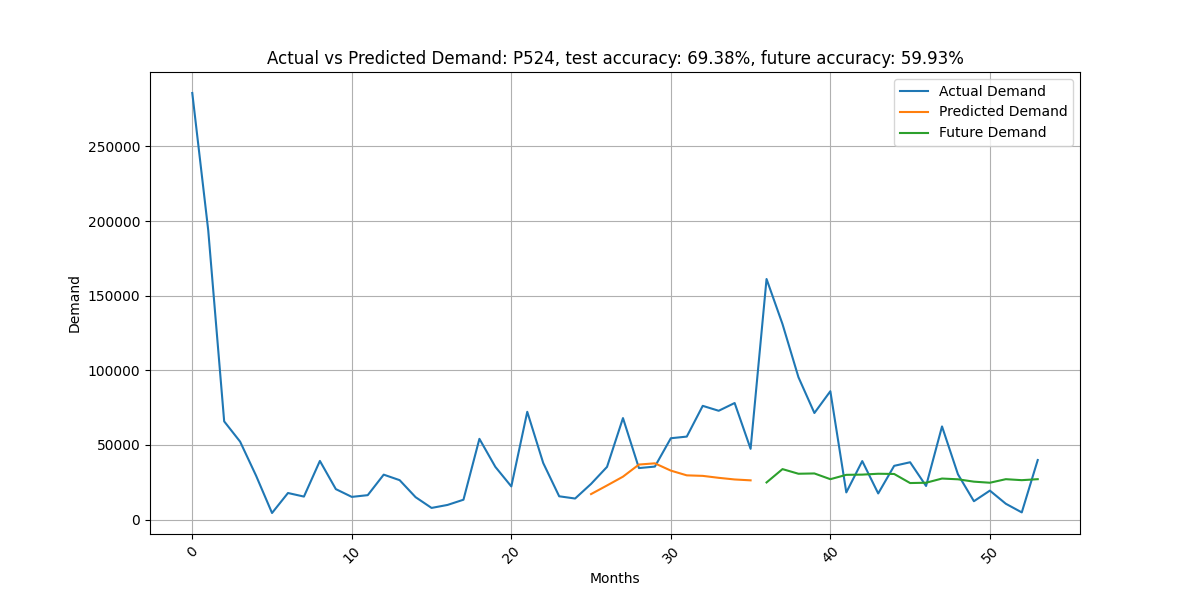 Actual vs Predicted Demand: P524, test accuracy: 69.38%, future accuracy: 59.93%
Actual Demand
Predicted Demand
Future Demand
250000
200000
150000
100000
50000
0
Demand
0
10
20
30
40
50
Months